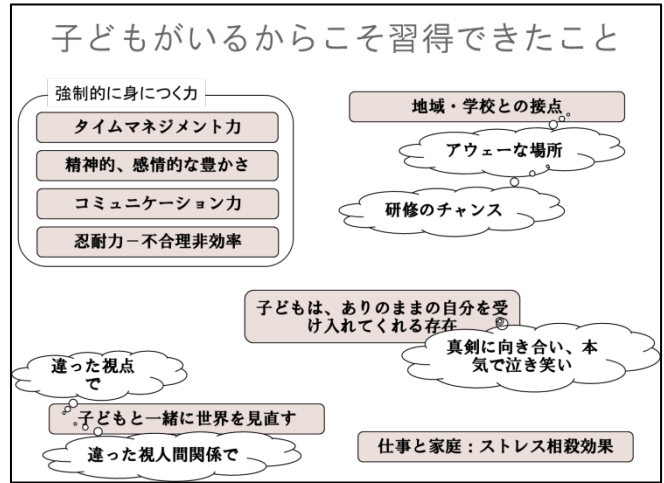 子どもがいるからこそ習得できたこと
強制的に身につく力
タイムマネジメント力
精神的、感情的な豊かさ
コミュニケーション力
忍耐力－不合理非効率
地域・学校との接点
アウェーな場所
研修のチャンス
子どもは、ありのままの自分を受
け入れてくれる存在
真剣に向き合い、本
気で泣き笑い
違った視点
で
子どもと一緒に世界を見直す
違った視人間関係で
仕事と家庭：ストレス相殺効果